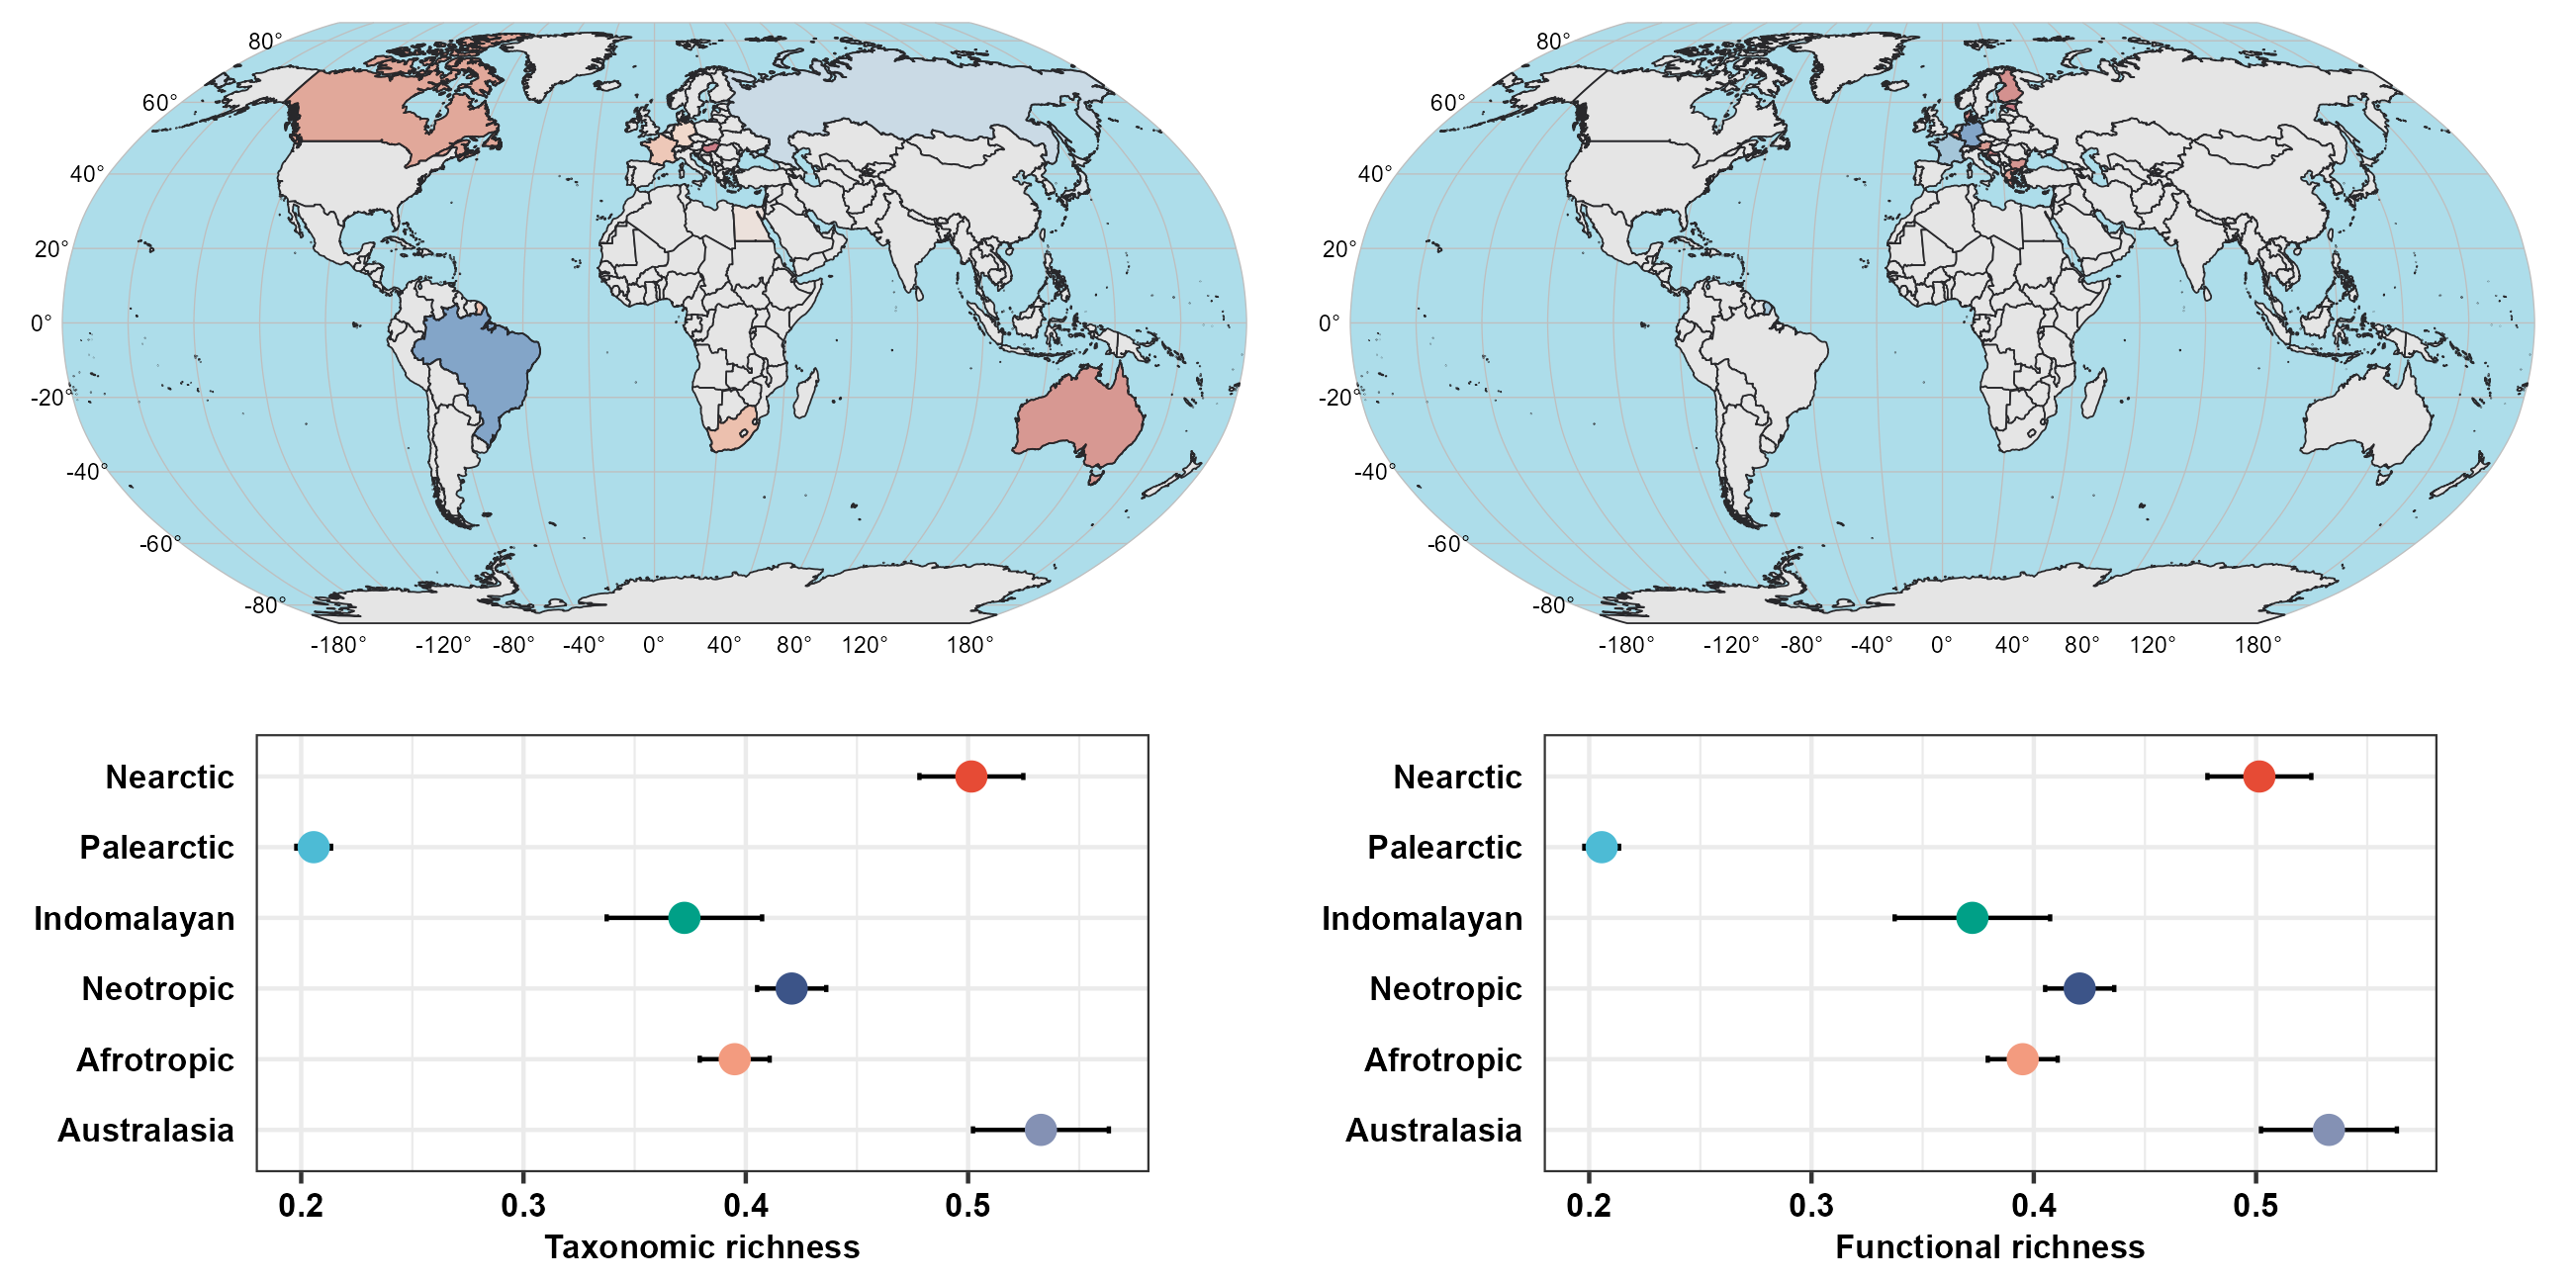 80°
60°
40°
20°
0°
-20°
-40°
-60°
-80°
-180° -120° -80° -40° 0° 40° 80° 120° 180°
80°
60°
40°
20°
0°
-20°
-40°
-60°
-80°
-180° -120° -80° -40° 0° 40° 80° 120° 180°
Nearctic
Palearctic
Indomalayan
Neotropic
Afrotropic
Australasia
0.2 0.3 0.4 0.5
Taxonomic richness
Nearctic
Palearctic
Indomalayan
Neotropic
Afrotropic
Australasia
0.2 0.3 0.4 0.5
Functional richness